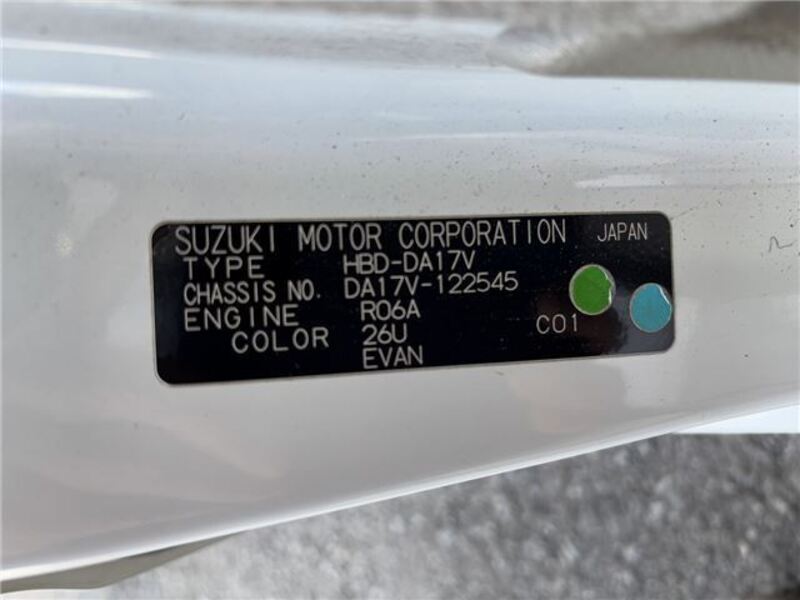 SUZUKI MOTOR CORPORATION JAPAN
TYPE HBD-DA17V
CHASSIS NO. DA17V-122545
ENGINE R06A
COLOR 26U
C01
EVAN